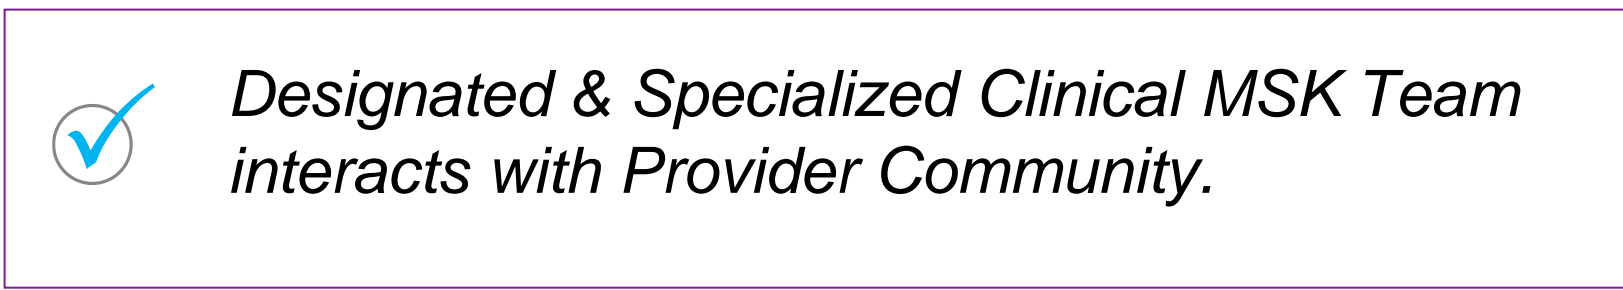 Designated & Specialized Clinical MSK Team
interacts with Provider Community.